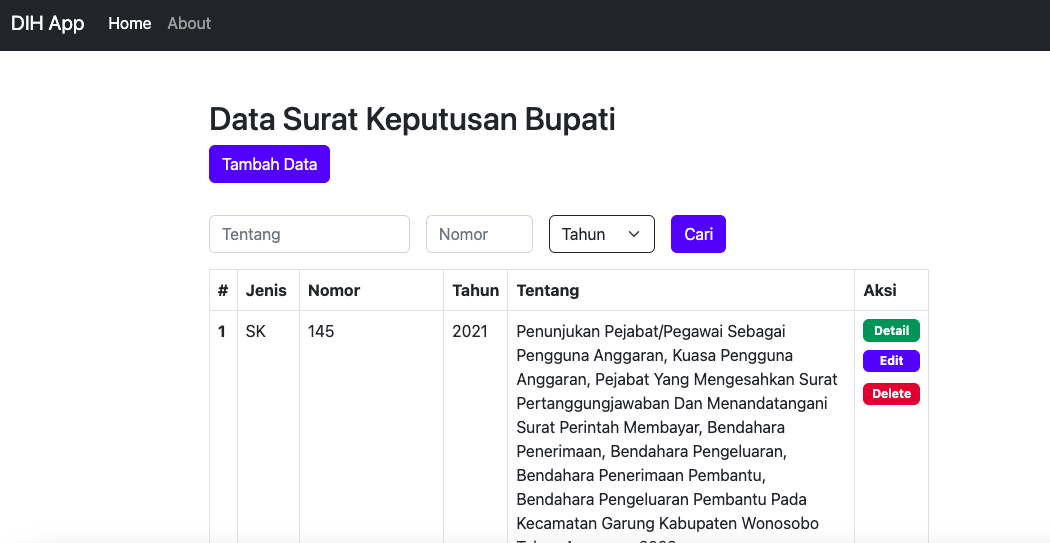 DIH App Home About
Data Surat Keputusan Bupati
Tambah Data
Tentang Nomor Tahun Cari
# Jenis Nomor Tahun Tentang Aksi
1 SK 145 2021 Penunjukan Pejabat/Pegawai Sebagai Detail
Pengguna Anggaran, Kuasa Pengguna Edit
Anggaran, Pejabat Yang Mengesahkan Surat Delete
Pertanggungjawaban Dan Menandatangani
Surat Perintah Membayar, Bendahara
Penerimaan, Bendahara Pengeluaran,
Bendahara Penerimaan Pembantu,
Bendahara Pengeluaran Pembantu Pada
Kecamatan Garung Kabupaten Wonosobo